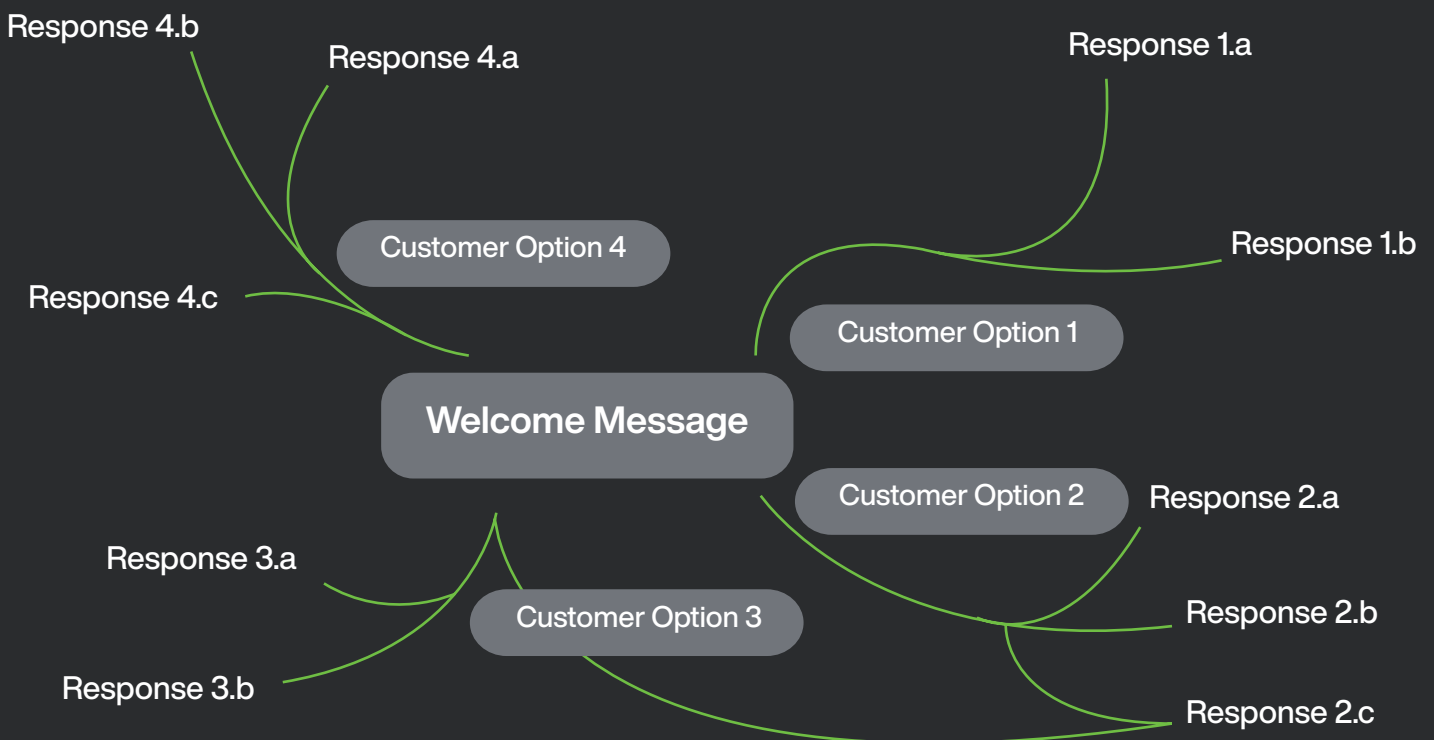 Response 4.b
Response 4.a
Response 1.a
Customer Option 4
Response 1.b
Response 4.c
Customer Option 1
Welcome Message
Customer Option 2
Response 2.a
Response 3.a
Customer Option 3
Response 2.b
Response 3.b
Response 2.c